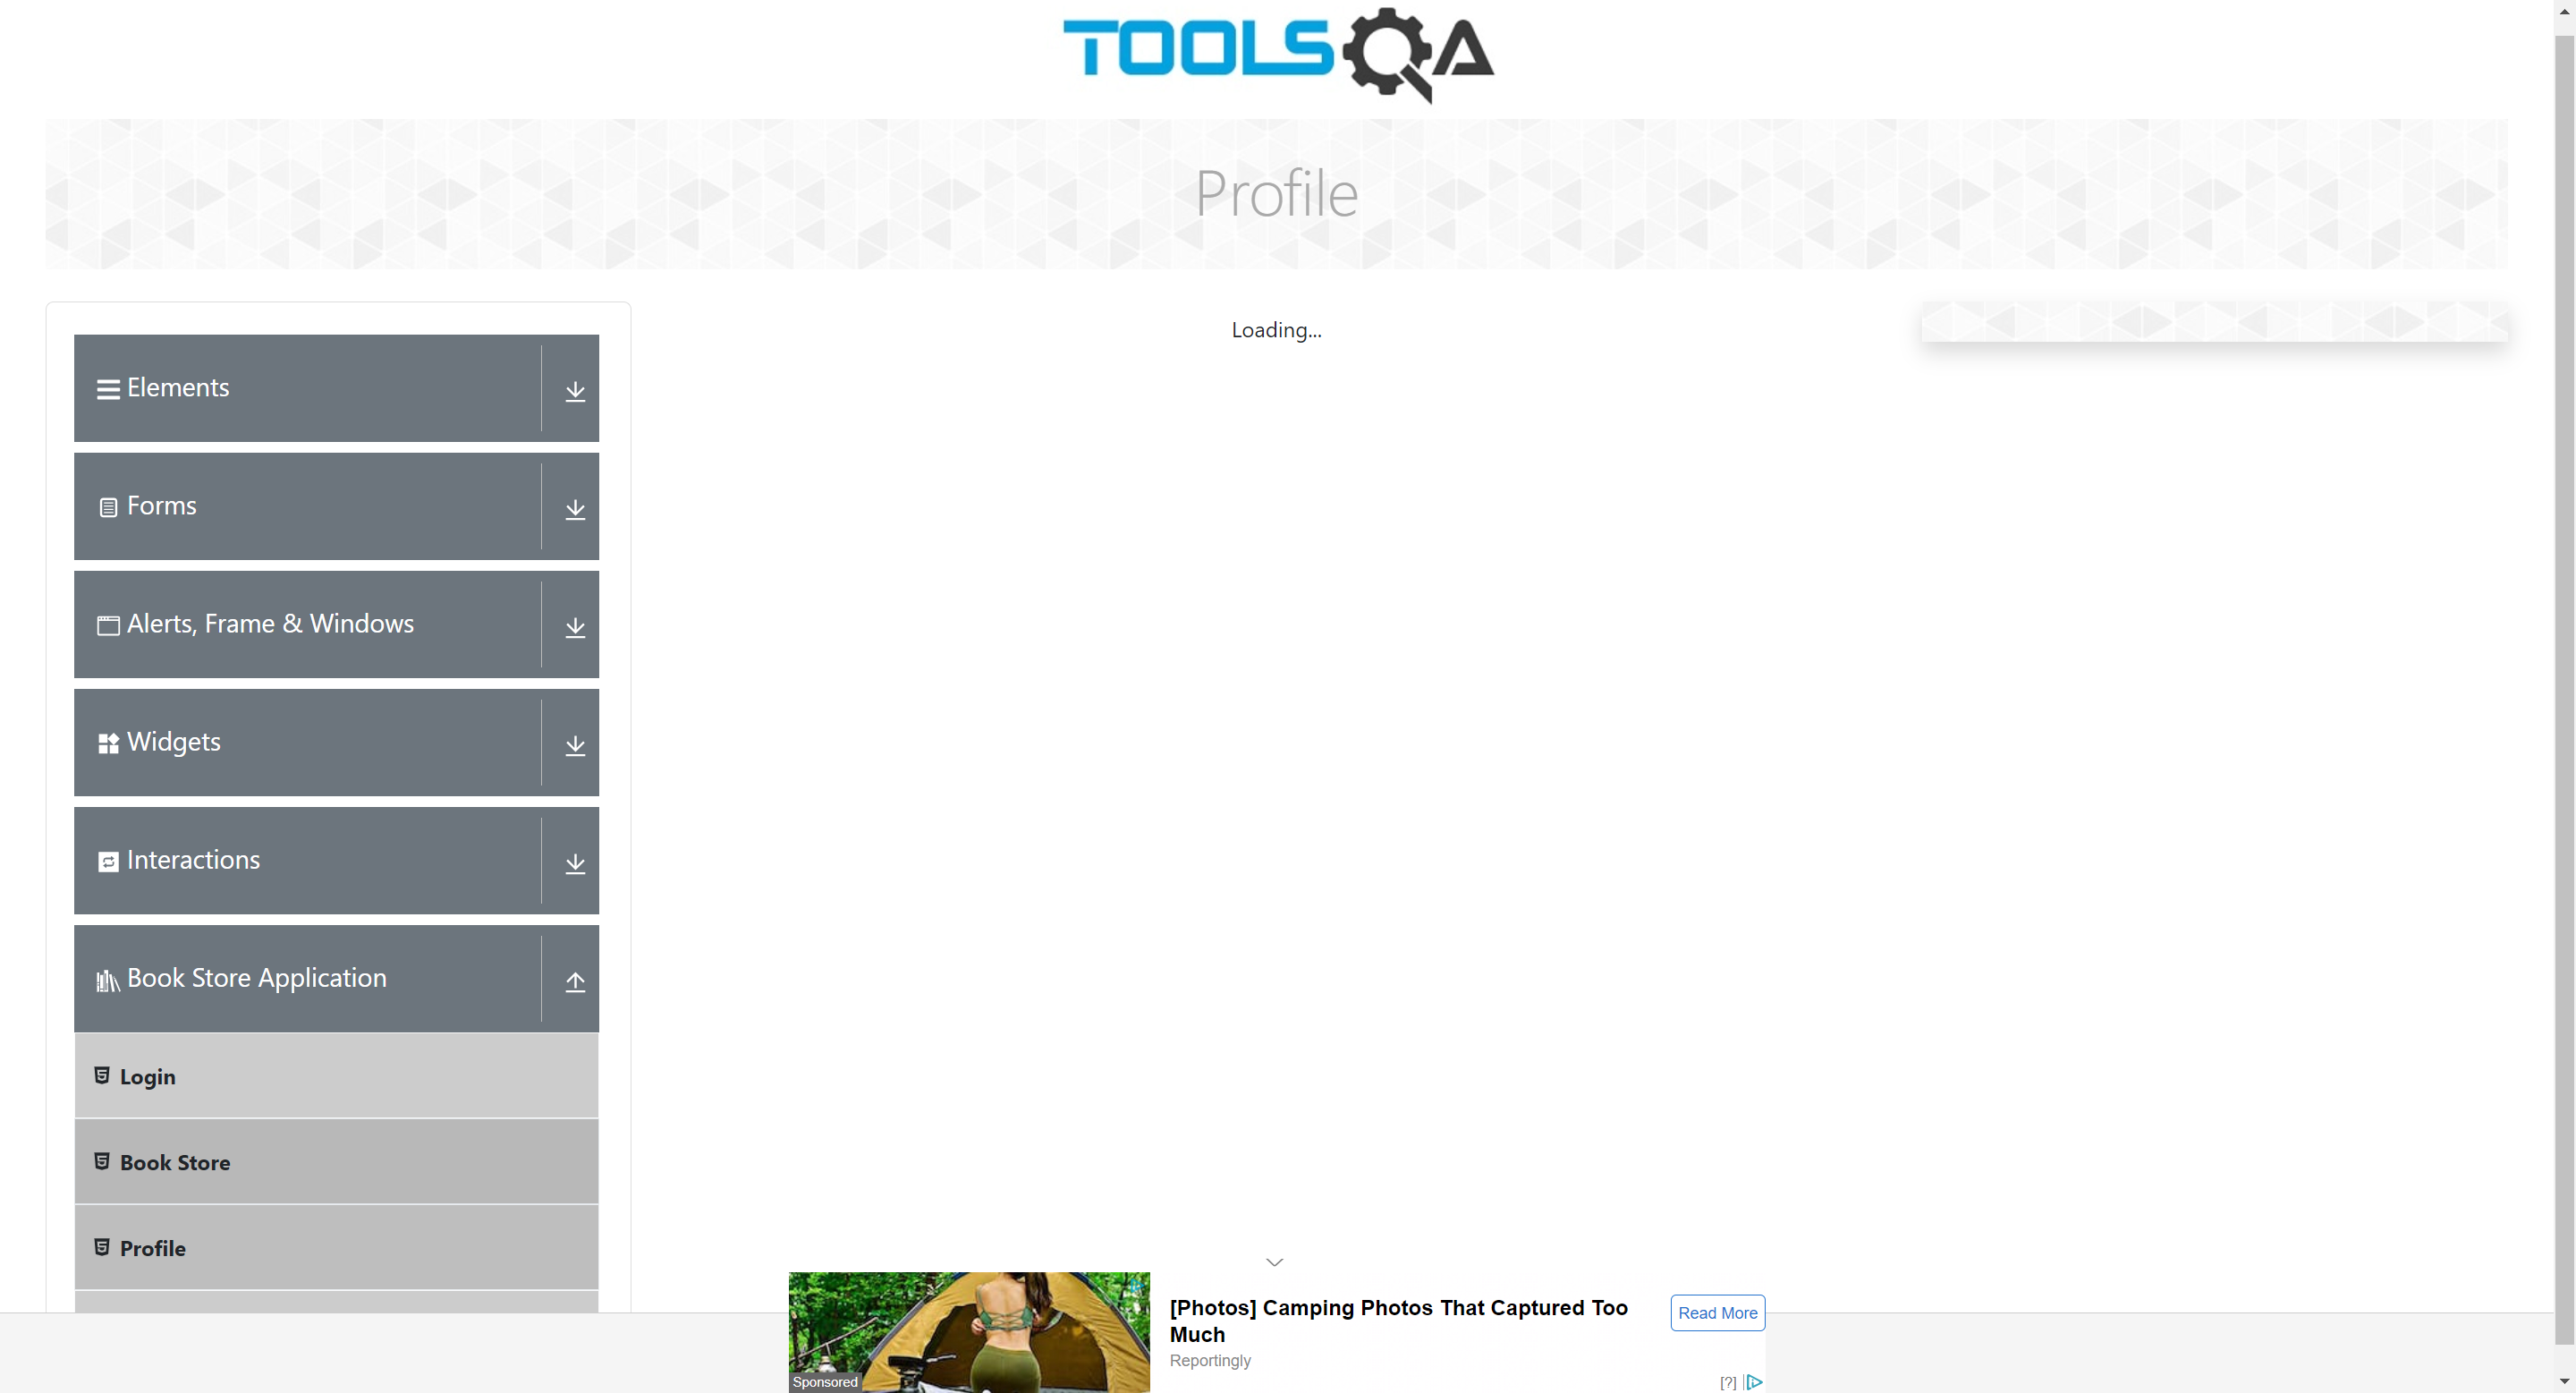 TOOLSQA
Profile
Loading...
Elements
Forms
Alerts, Frame & Windows
Widgets
Interactions
Book Store Application
Login
Book Store
Profile
[Photos] Camping Photos That Captured Too
Much
Reportingly
Read More
Sponsored
[?]